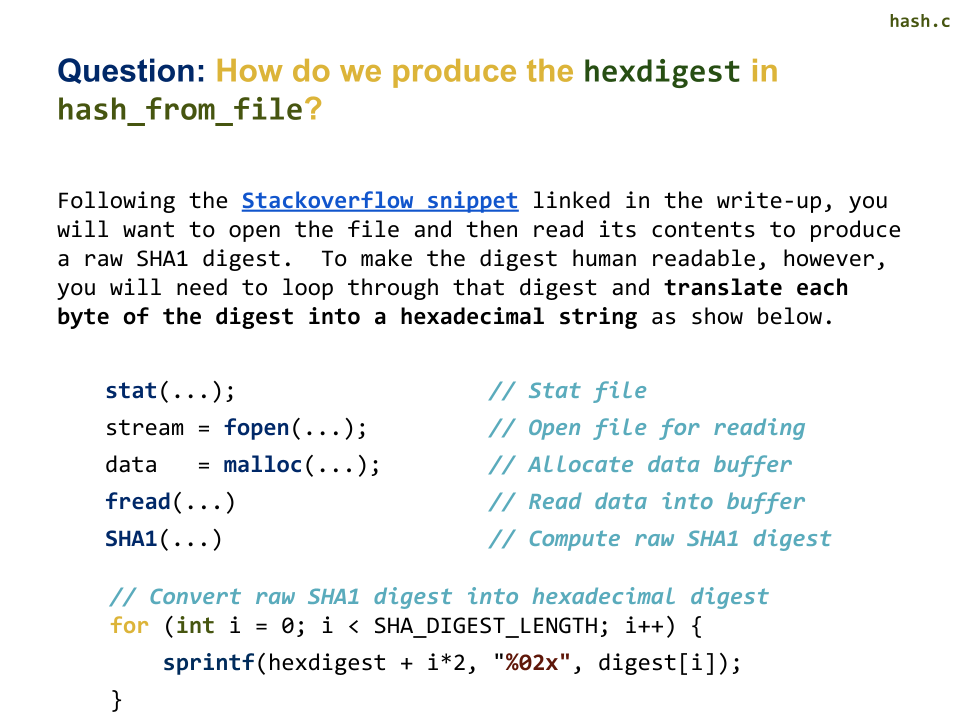 hash.c
Question: How do we produce the hexdigest in
hash_from_file?
Following the Stackoverflow snippet linked in the write-up, you
will want to open the file and then read its contents to produce
a raw SHA1 digest.  To make the digest human readable, however,
you will need to loop through that digest and translate each
byte of the digest into a hexadecimal string as show below.
stat(...); // Stat file
stream = fopen(...); // Open file for reading
data   = malloc(...); // Allocate data buffer
fread(...) // Read data into buffer
SHA1(...) // Compute raw SHA1 digest
// Convert raw SHA1 digest into hexadecimal digest
for (int i = 0; i < SHA_DIGEST_LENGTH; i++) {
    sprintf(hexdigest + i*2, "%02x", digest[i]);
}